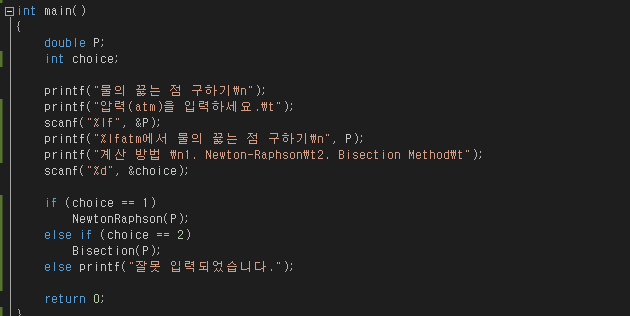 int main()
{
double P;
int choice;
printf("물의 끓는 점 구하기₩n");
printf("압력(atm)을 입력하세요.₩t");
scanf("%lf", &P);
printf("%lfatm에서 물의 끓는 점 구하기₩n", P);
printf("계산 방법 ₩n1. Newton-Raphson₩t2. Bisection Method₩t");
scanf("%d", &choice);
if (choice == 1)
NewtonRaphson(P);
else if (choice == 2)
Bisection(P);
else printf("잘못 입력되었습니다.");
return 0;
}